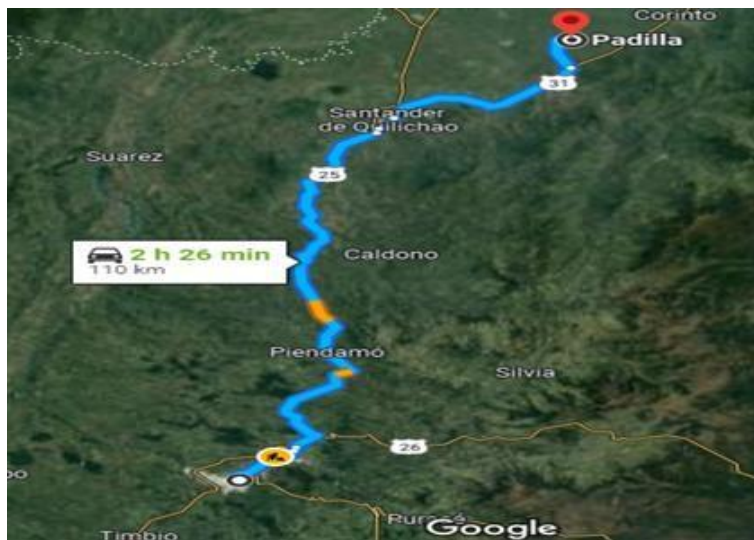 Corinto
Padilla
31
Santander
de Quilichao
Suarez
25
2 h 26 min
110 km
Caldono
Piendamó
Silvia
26
Timbio
Google